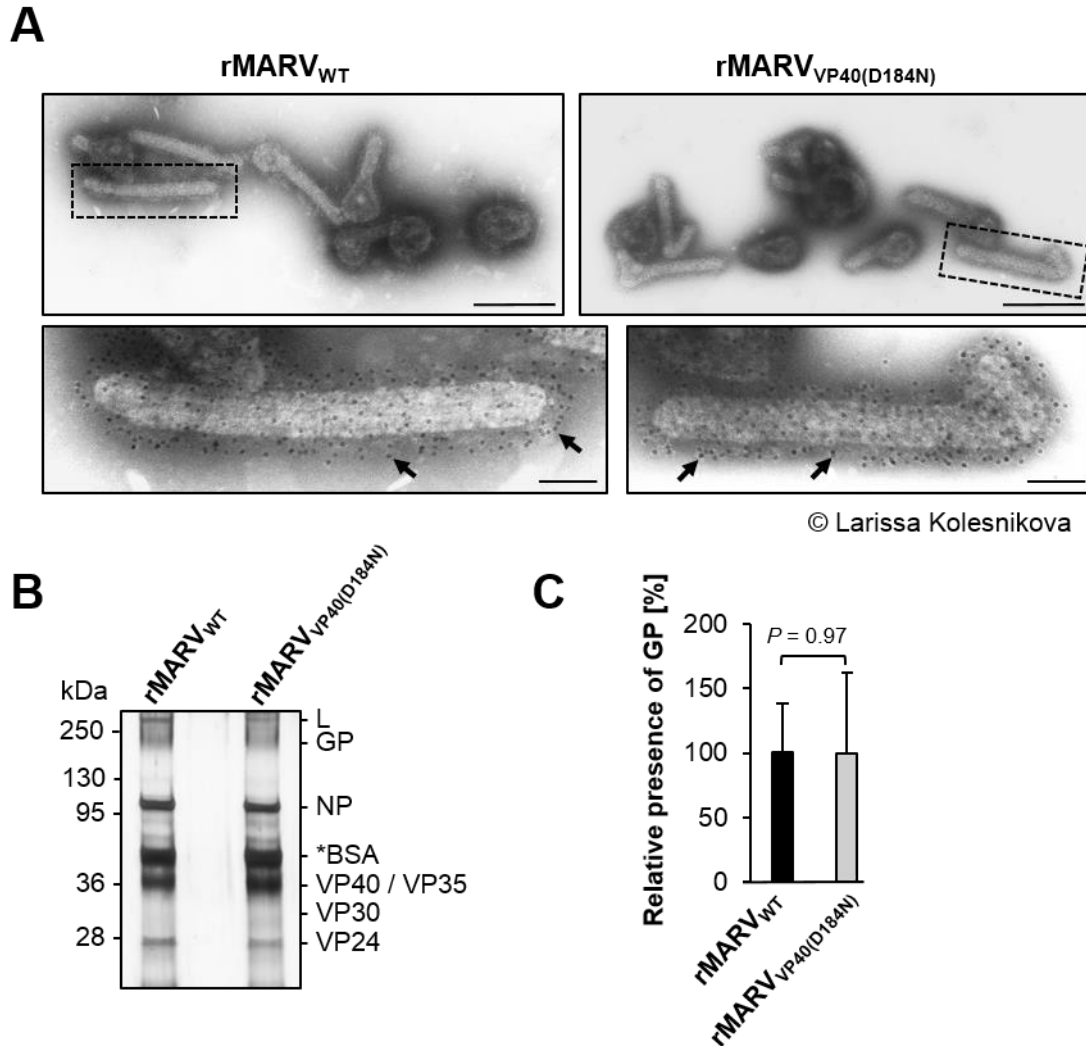 A
rMARVWT
rMARVVP40(D184N)
© Larissa Kolesnikova
B
rMARVWT
rMARVVP40(D184N)
kDa
250
130
95
36
28
L
GP
NP
*BSA
VP40 / VP35
VP30
VP24
C
Relative presence of GP [%]
200
150
100
50
0
P = 0.97
rMARVWT
rMARVVP40(D184N)